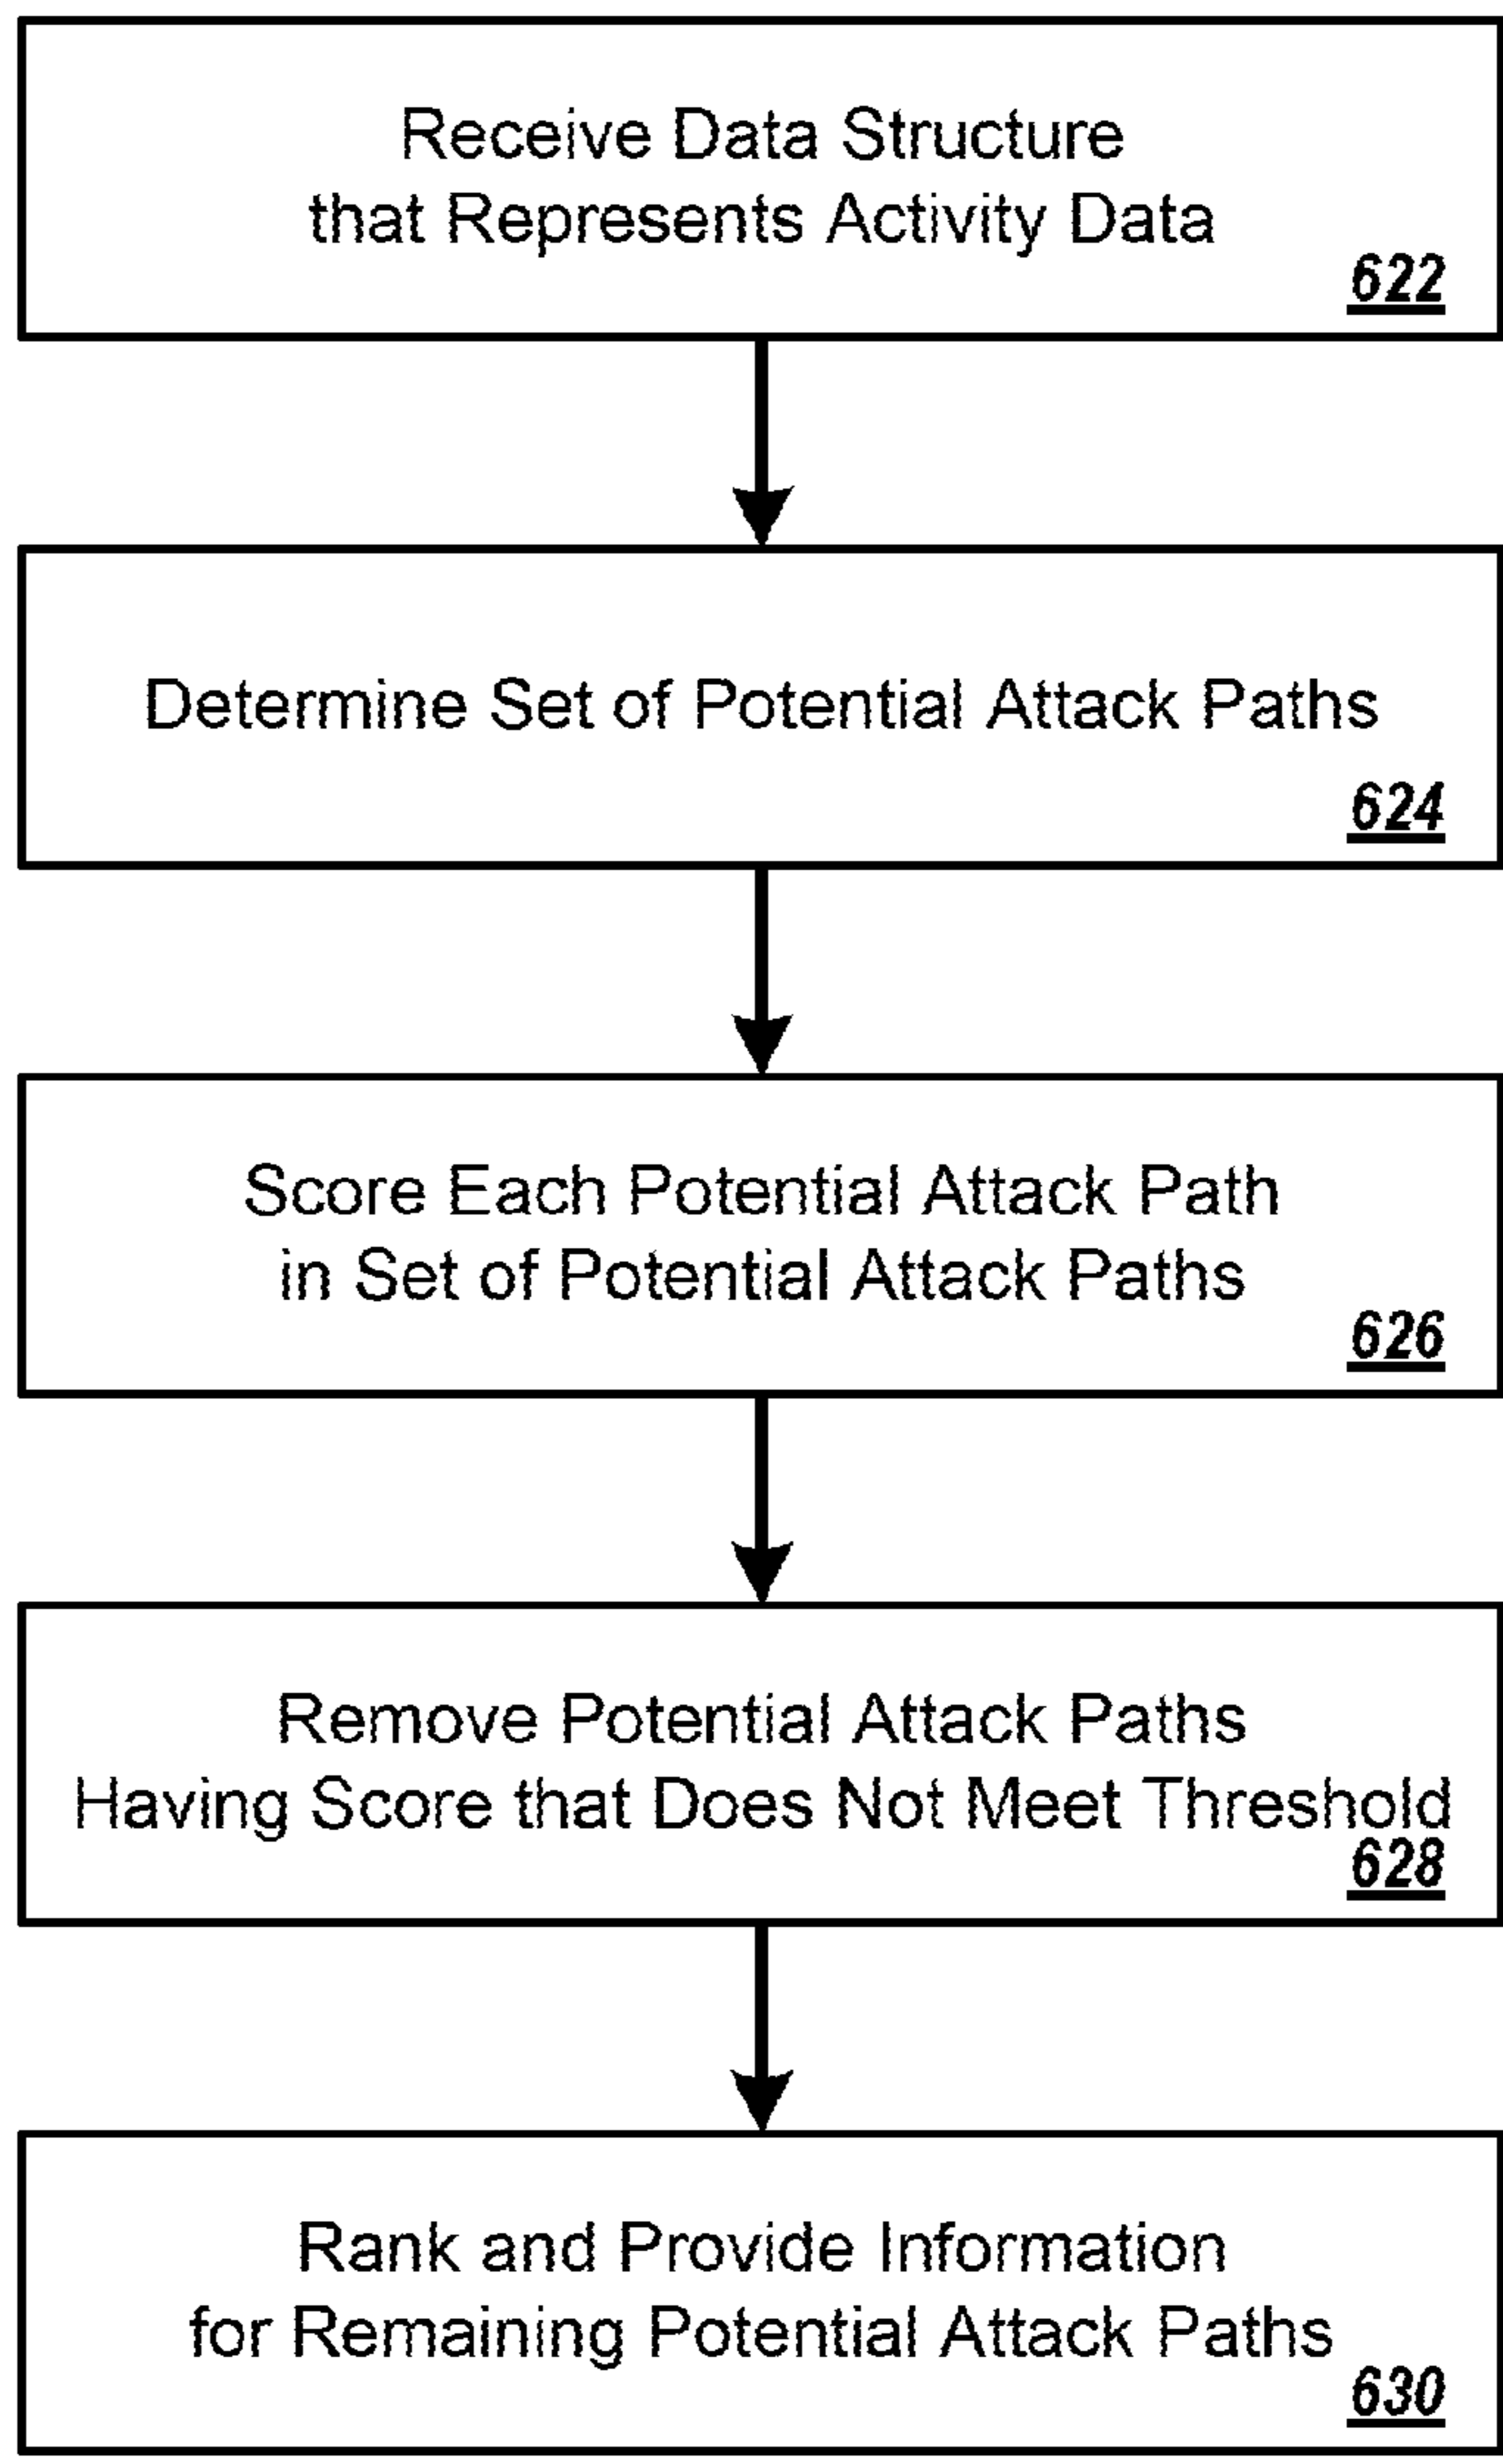 Receive Data Structure
that Represents Activity Data
622
Determine Set of Potential Attack Paths
624
Score Each Potential Attack Path
in Set of Potential Attack Paths
626
Remove Potential Attack Paths
Having Score that Does Not Meet Threshold
628
Rank and Provide Information
for Remaining Potential Attack Paths
630